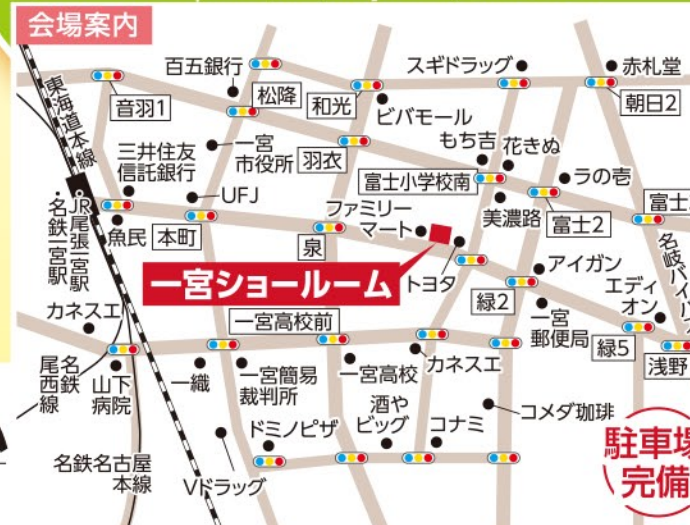 会場案内
百五銀行
スギドラッグ
赤札堂
東海道本線
音羽1
松降
和光
ビバモール
朝日2
三井住友
信託銀行
一宮
市役所
羽衣
もち吉
花きぬ
富士小学校南
ラの壱
UFJ
ファミリー
マート
美濃路
富士2
富士
・JR尾張一宮駅
・名鉄一宮駅
魚民
本町
泉
トヨタ
名岐バイパス
一宮ショールーム
アイガン
エディ
オン
カネスエ
一宮高校前
緑2
一宮
郵便局
緑5
浅野
名鉄
尾西線
山下
病院
一織
一宮簡易
裁判所
一宮高校
カネスエ
酒や
ビッグ
コナミ
コメダ珈琲
ドミノピザ
名鉄名古屋
本線
Vドラッグ
駐車場
完備